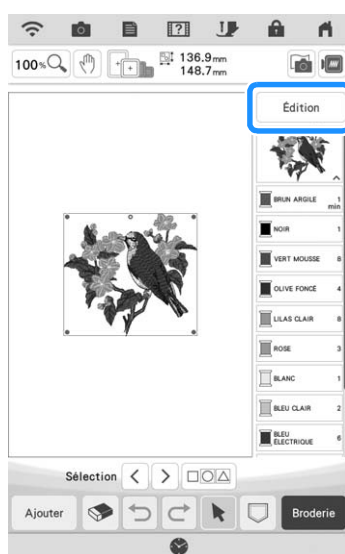 100%
136.9mm
148.7mm
Édition
BRUN ARGILE 1
min
NOIR 1
VERT MOUSSE 8
OLIVE FONCÉ 4
LILAS CLAIR 8
ROSE 3
BLANC 1
BLEU CLAIR 2
BLEU
ÉLECTRIQUE 6
Sélection
Ajouter
Broderie